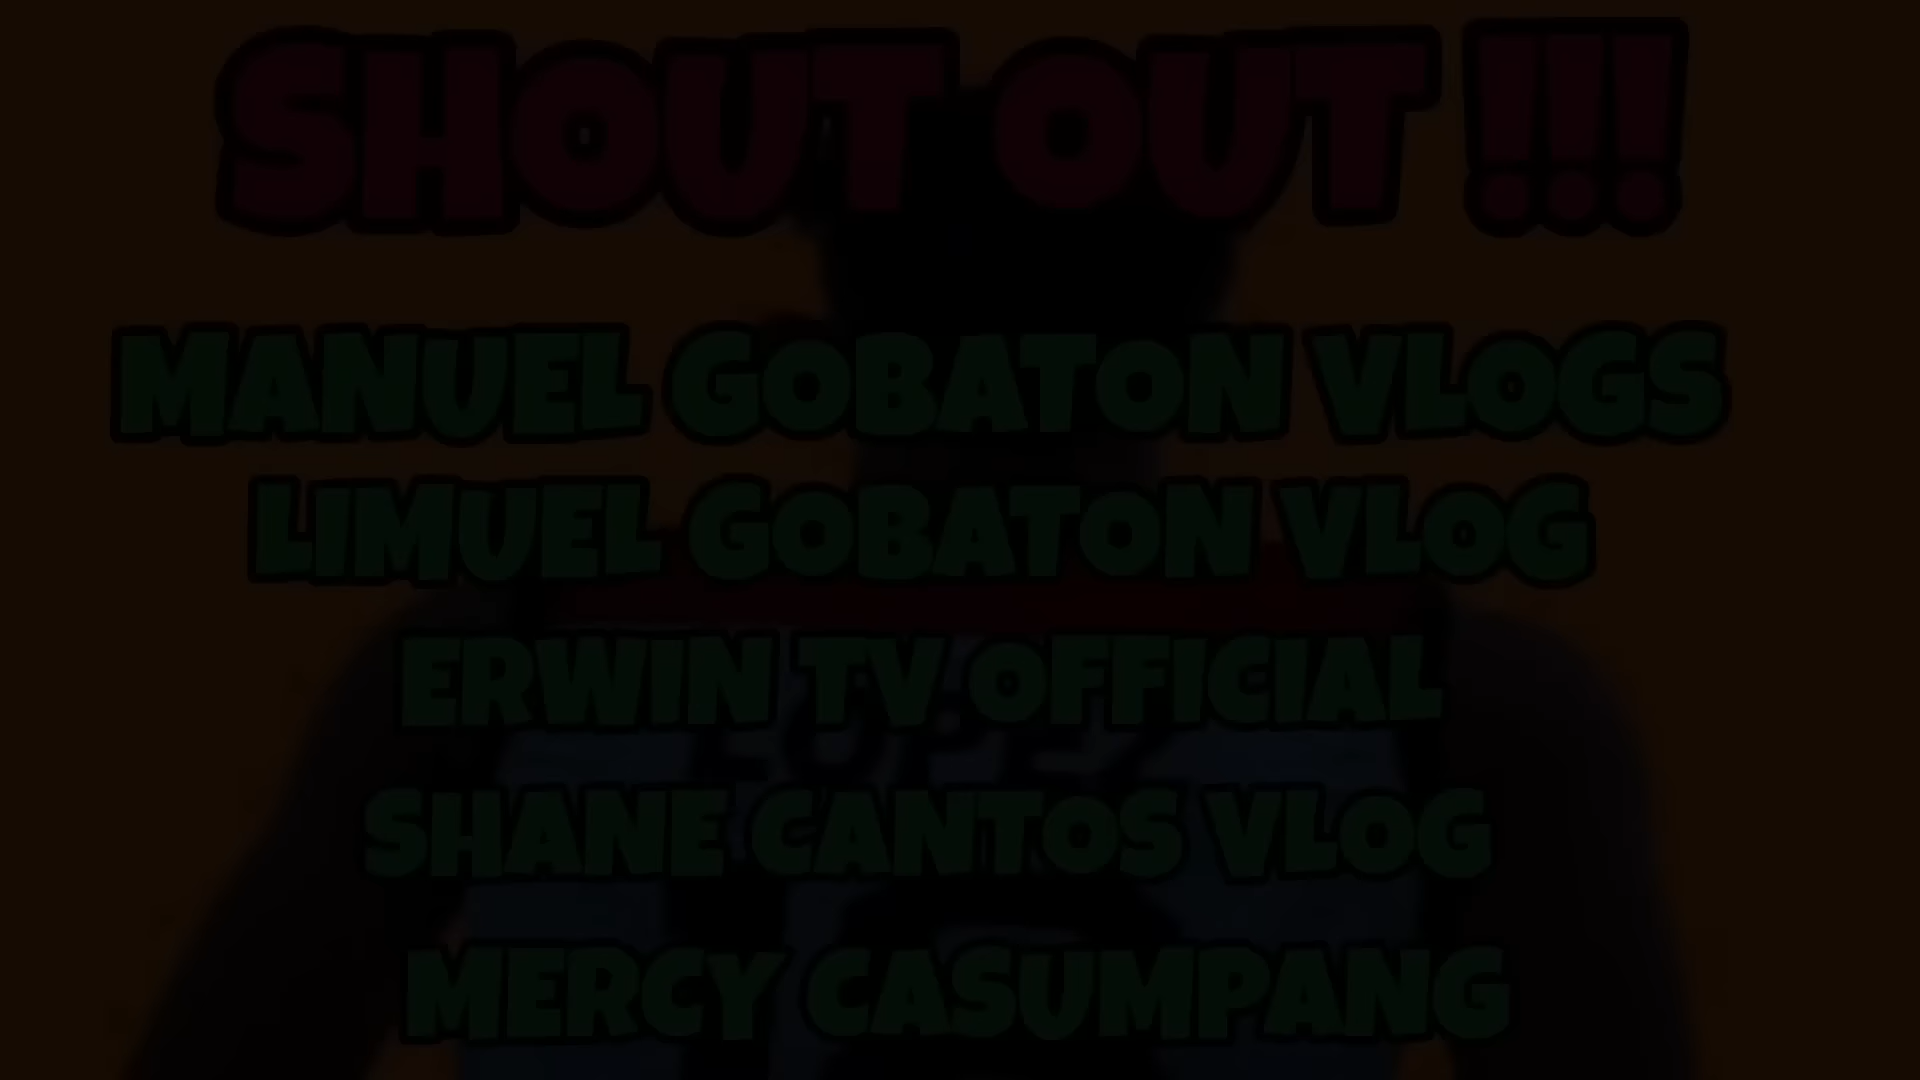 SHOUT OUT !!!
MANUEL GOBATON VLOGS
LIMUEL GOBATON VLOG
ERWIN TV OFFICIAL
SHANE CANTOS VLOG
MERCY CASUMPANG